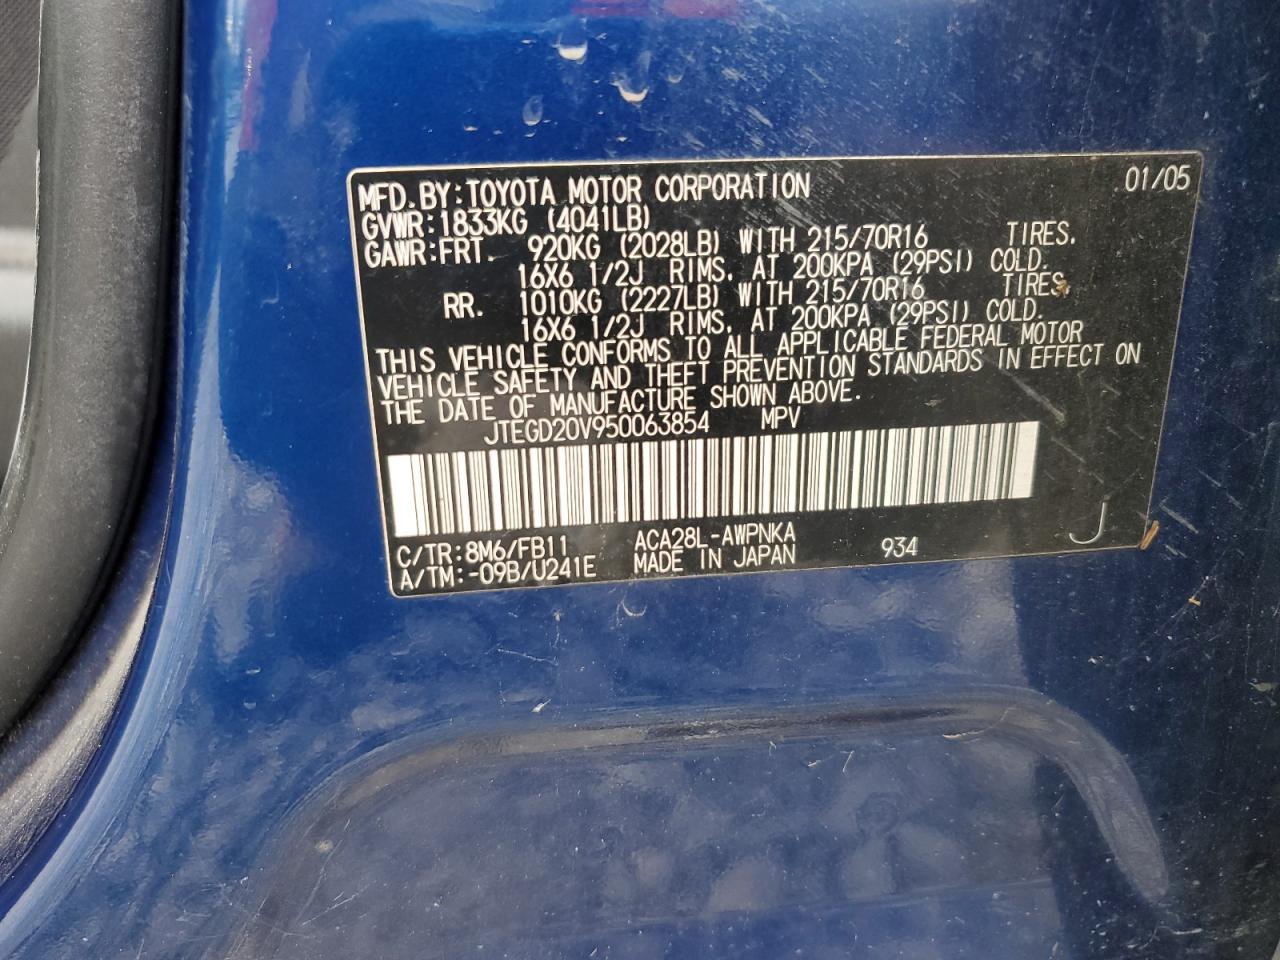 MFD.BY:TOYOTA MOTOR CORPORATION 01/05
GVWR:1833KG (4041LB)
GAWR:FRT. 920KG (2028LB) WITH 215/70R16 TIRES.
16X6 1/2J RIMS, AT 200KPA (29PSI) COLD.
RR. 1010KG (2227LB) WITH 215/70R16 TIRES,
16X6 1/2J RIMS, AT 200KPA (29PSI) COLD.
THIS VEHICLE CONFORMS TO ALL APPLICABLE FEDERAL MOTOR
VEHICLE SAFETY AND THEFT PREVENTION STANDARDS IN EFFECT ON
THE DATE OF MANUFACTURE SHOWN ABOVE.
JTEGD20V950063854 MPV
C/TR:8M6/FB11 ACA28L-AWPNKA 934 J
A/TM:-09B/U241E MADE IN JAPAN